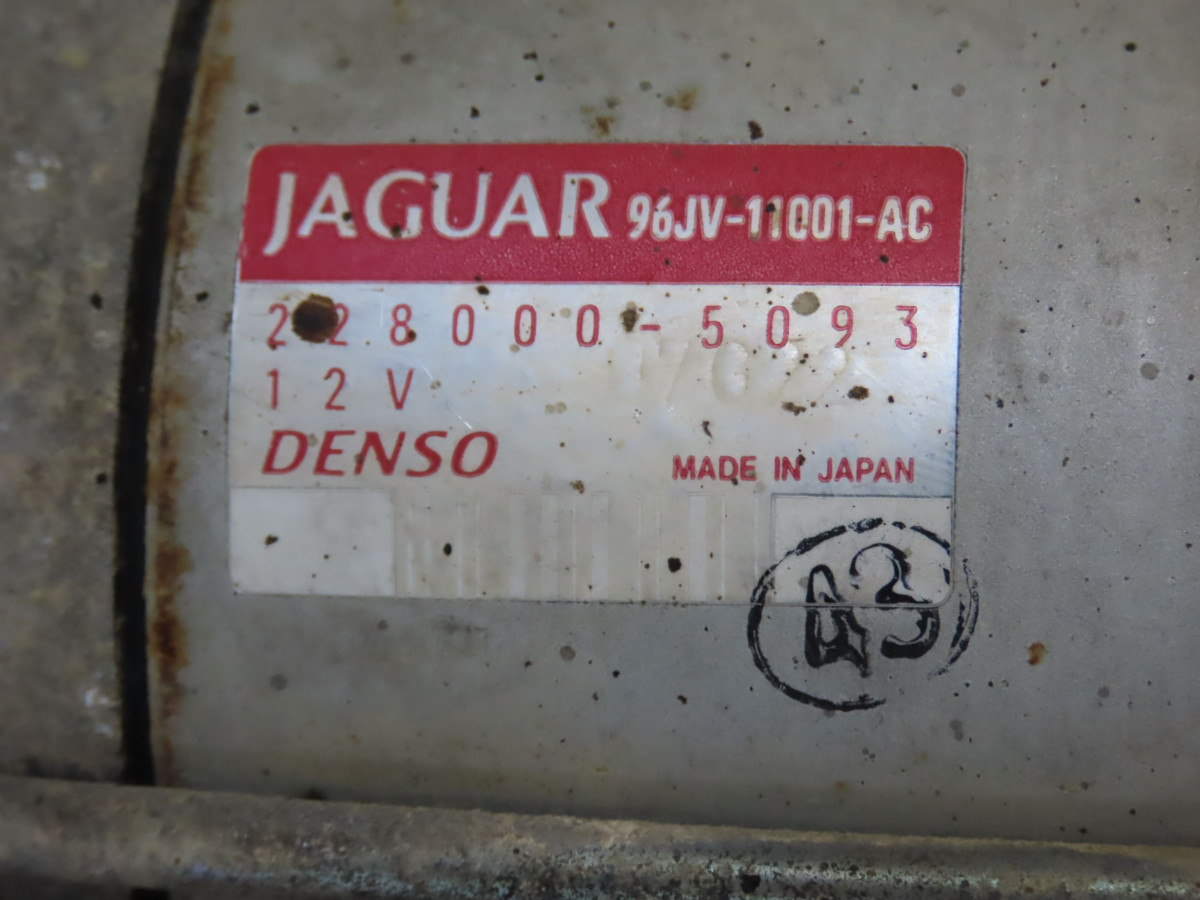 JAGUAR 96JV-11001-AC
228000-5093
12V
DENSO
MADE IN JAPAN